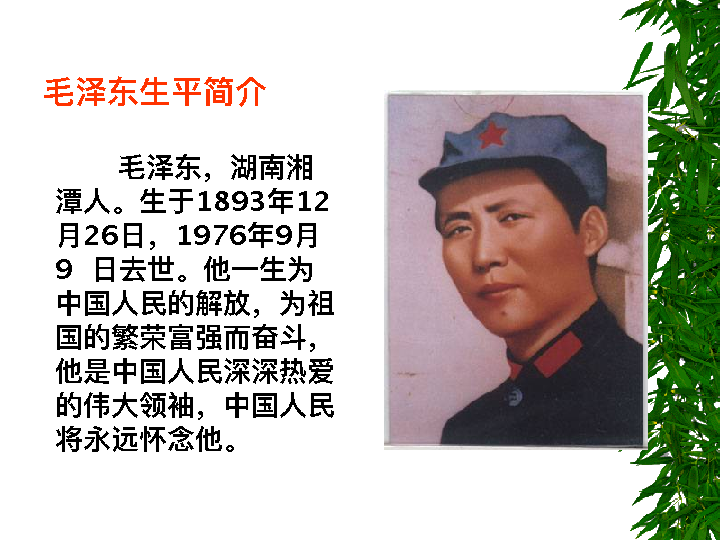 毛泽东生平简介
毛泽东，湖南湘
潭人。生于1893年12
月26日，1976年9月
9 日去世。他一生为
中国人民的解放，为祖
国的繁荣富强而奋斗，
他是中国人民深深热爱
的伟大领袖，中国人民
将永远怀念他。